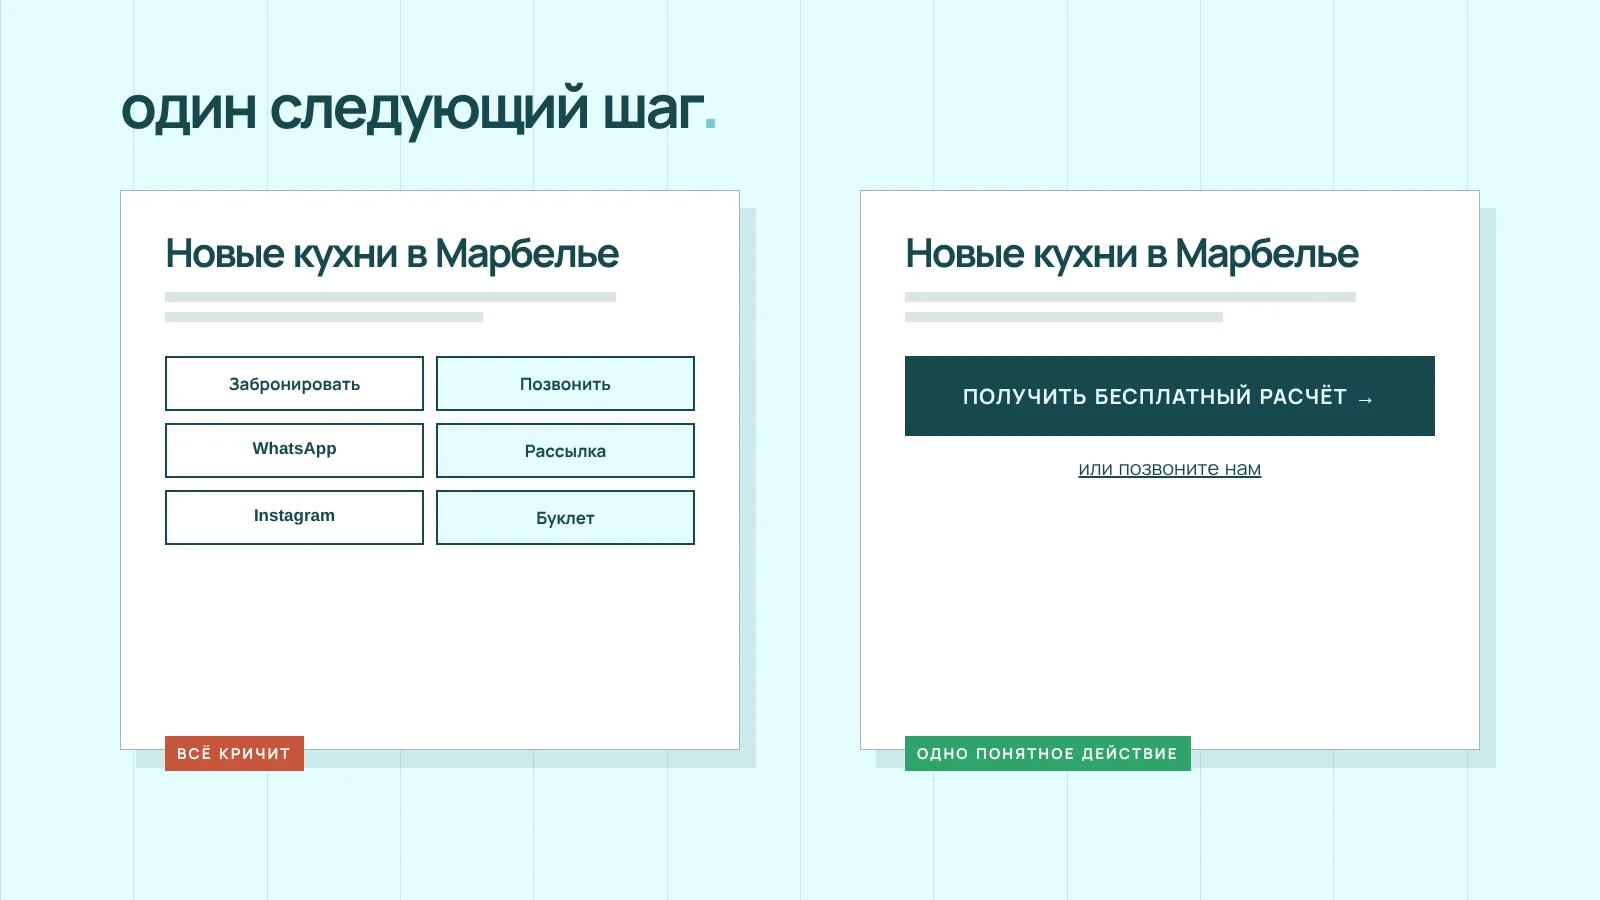 один следующий шаг.
Новые кухни в Марбелье
Забронировать
Позвонить
WhatsApp
Рассылка
Instagram
Буклет
ВСЁ КРИЧИТ
Новые кухни в Марбелье
ПОЛУЧИТЬ БЕСПЛАТНЫЙ РАСЧЁТ →
или позвоните нам
ОДНО ПОНЯТНОЕ ДЕЙСТВИЕ